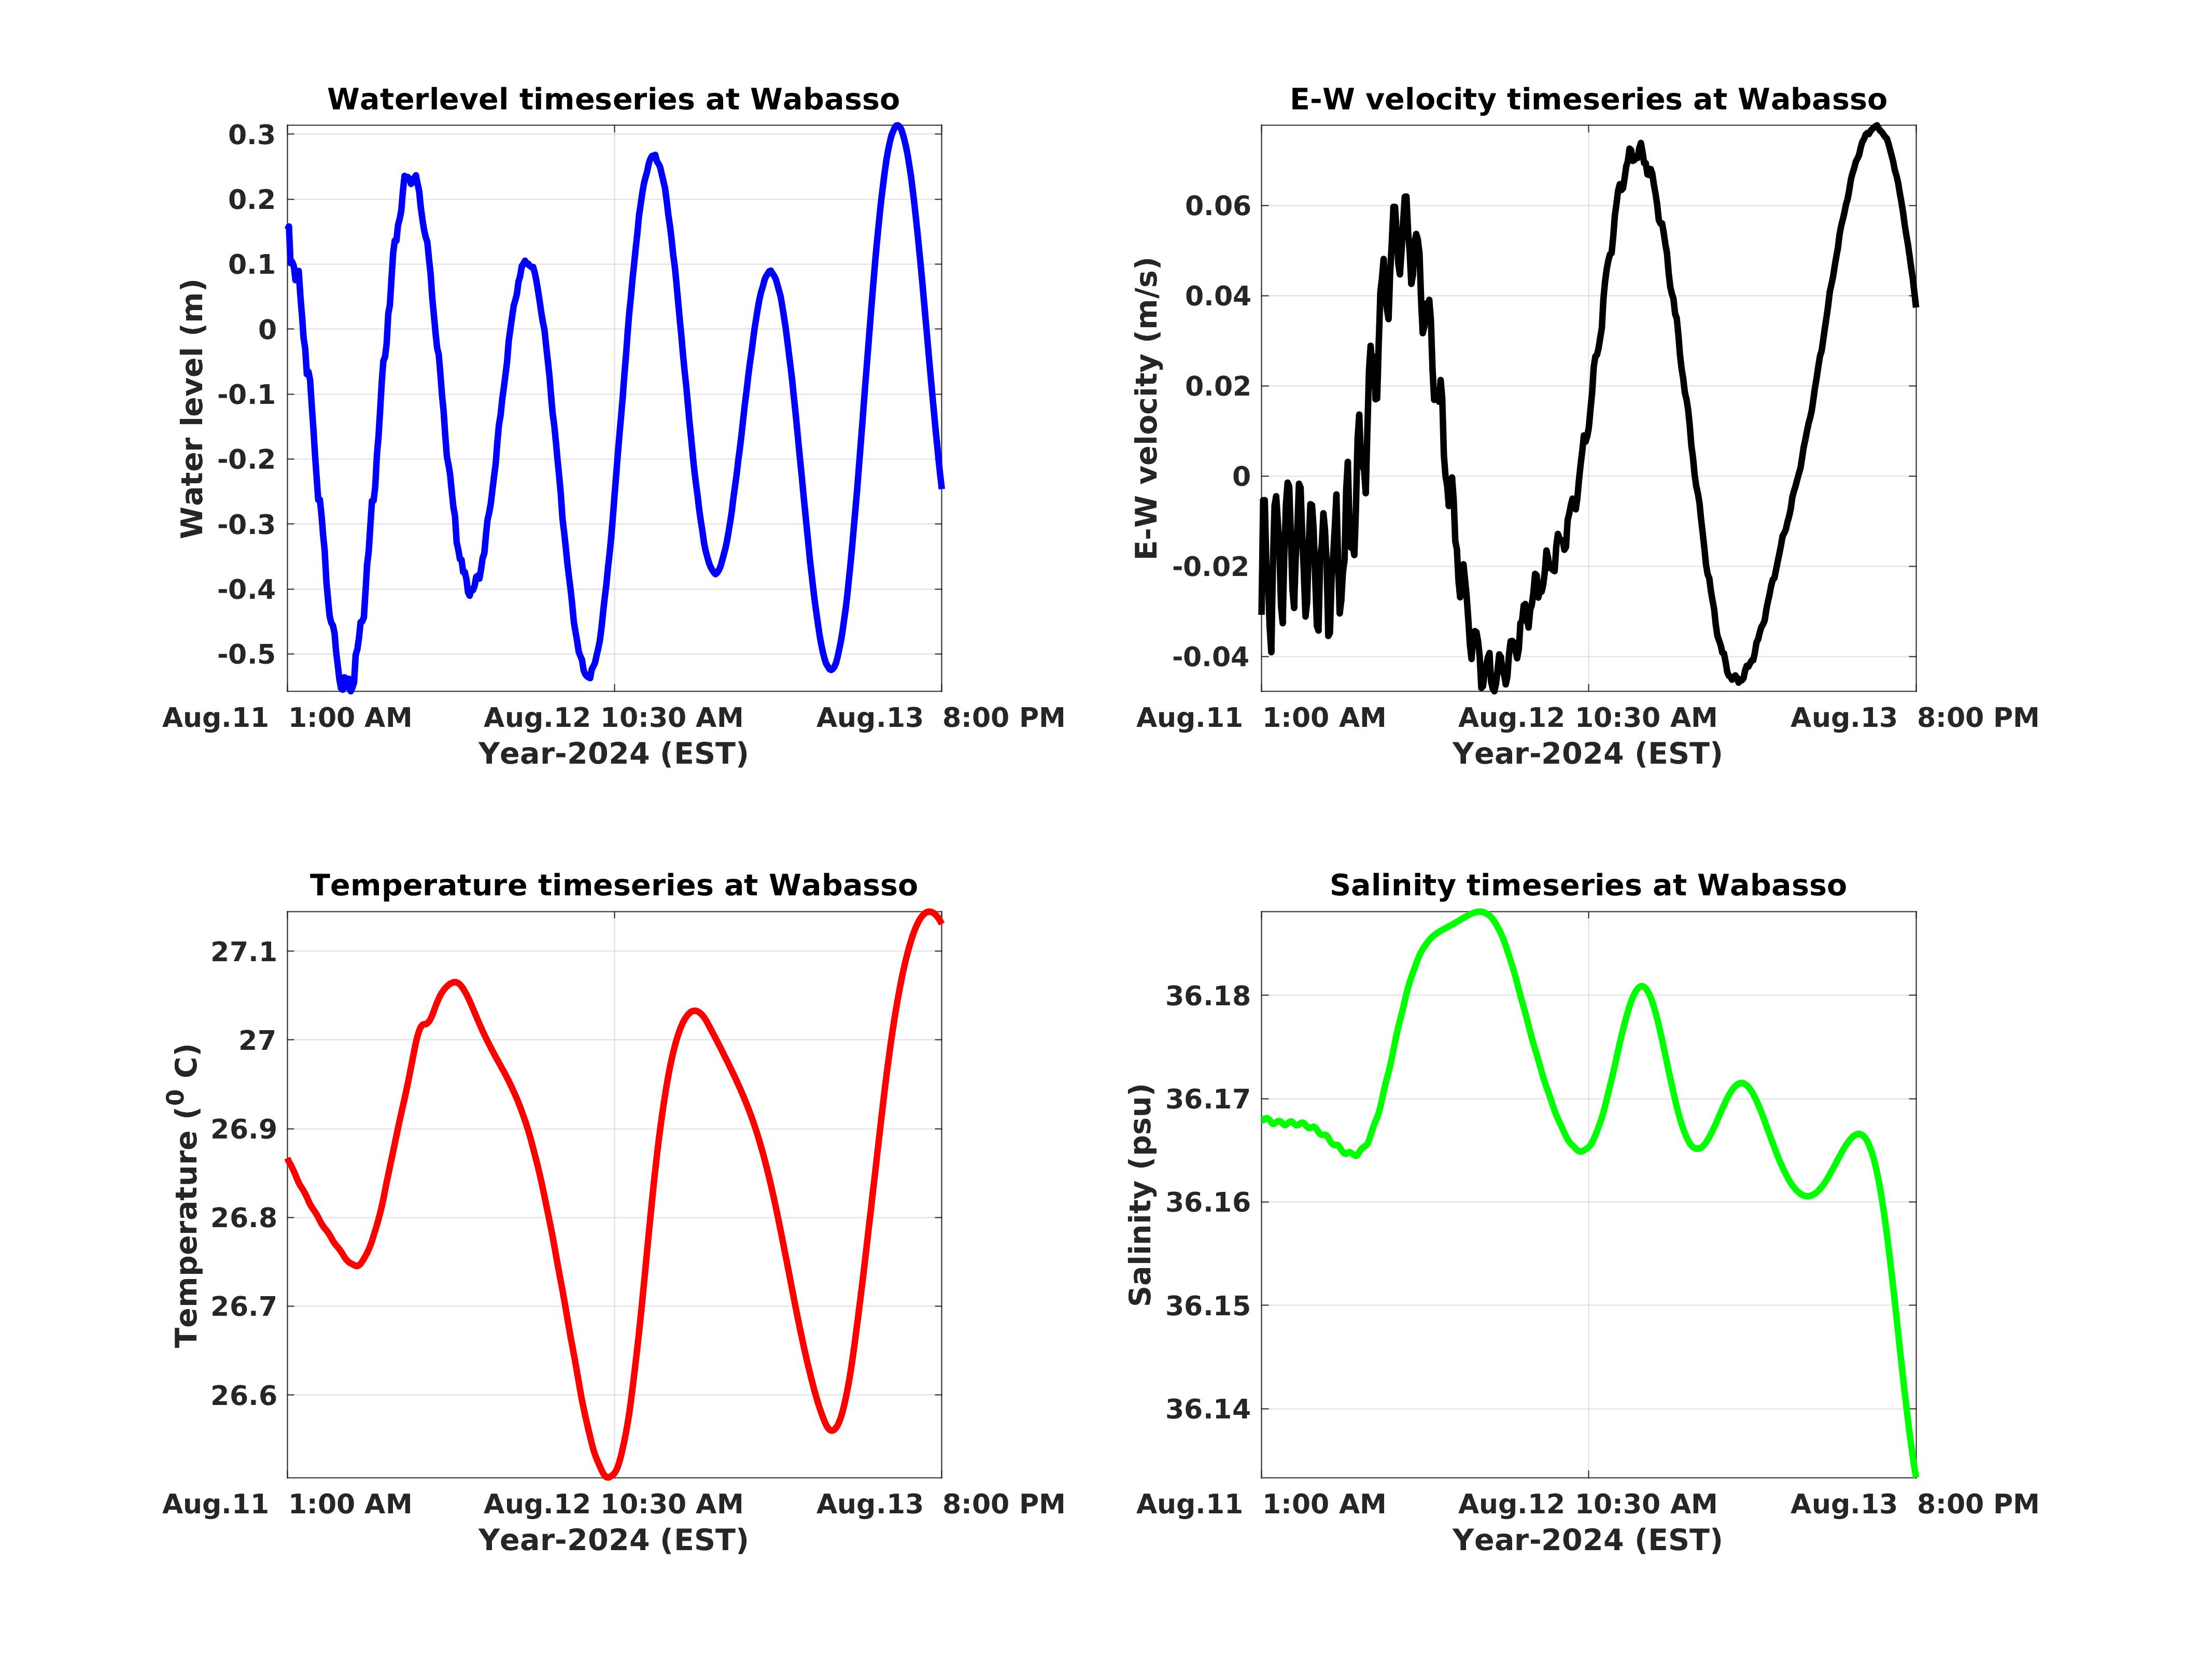 Waterlevel timeseries at Wabasso
0.3
0.2
0.1
0
-0.1
-0.2
-0.3
-0.4
-0.5
Water level (m)
Aug.11 1:00 AM Aug.12 10:30 AM Aug.13 8:00 PM
Year-2024 (EST)
E-W velocity timeseries at Wabasso
0.06
0.04
0.02
0
-0.02
-0.04
E-W velocity (m/s)
Aug.11 1:00 AM Aug.12 10:30 AM Aug.13 8:00 PM
Year-2024 (EST)
Temperature timeseries at Wabasso
27.1
27
26.9
26.8
26.7
26.6
Temperature (⁰ C)
Aug.11 1:00 AM Aug.12 10:30 AM Aug.13 8:00 PM
Year-2024 (EST)
Salinity timeseries at Wabasso
36.18
36.17
36.16
36.15
36.14
Salinity (psu)
Aug.11 1:00 AM Aug.12 10:30 AM Aug.13 8:00 PM
Year-2024 (EST)